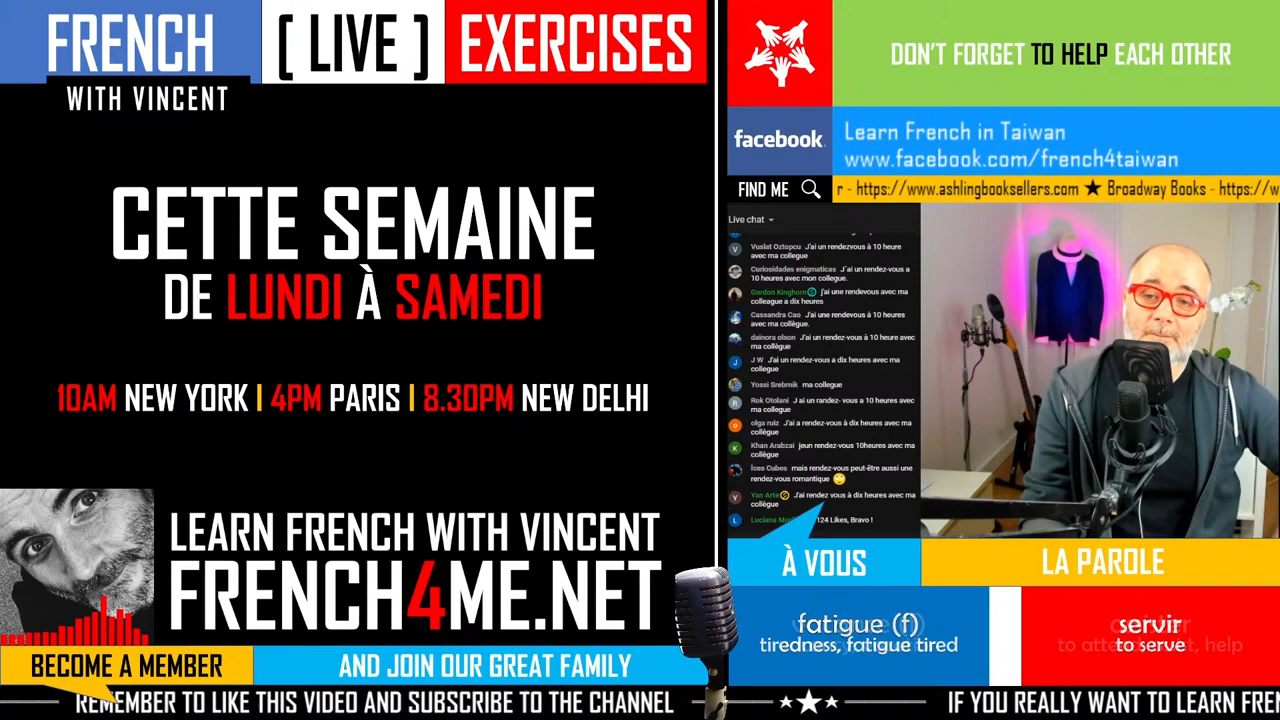 FRENCH
[ LIVE ]
EXERCISES
WITH VINCENT
CETTE SEMAINE
DE LUNDI À SAMEDI
10AM NEW YORK | 4PM PARIS | 8.30PM NEW DELHI
LEARN FRENCH WITH VINCENT
FRENCH4ME.NET
BECOME A MEMBER
AND JOIN OUR GREAT FAMILY
REMEMBER TO LIKE THIS VIDEO AND SUBSCRIBE TO THE CHANNEL
IF YOU REALLY WANT TO LEARN FRE
DON'T FORGET TO HELP EACH OTHER
facebook.
Learn French in Taiwan
www.facebook.com/french4taiwan
FIND ME
r - https://www.ashlingbooksellers.com ★ Broadway Books - https://w
Live chat
Vuslat Oztopcu J'ai un rendezvous à 10 heure
avec ma collegue
Curiosidades enigmaticas J´ai un rendez-vous a
10 heures avec mon collegue.
Gordon Kinghorn j'ai une rendevous avec ma
colleague a dix heures
Cassandra Cao J'ai une rendevous 10 heures
avec ma collègue.
dainora olson J'ai un rendez-vous à 10 heure avec
ma collègue
J W J'ai un rendez-vous a dix heures avec ma
collègue
Yossi Srebrnik ma collegue
Rok Otolani J ai un randez- vous a 10 heures avec
ma collègue
olga ruiz J'ai a rendez-vous à dix heures avec ma
collègue
Khan Arabzai jeun rendez-vous 10heures avec ma
collègue
İces Cubes mais rendez-vous peut-être aussi une
rendez-vous romantique
Yan Arte J'ai rendez vous à dix heures avec ma
collègue
Luciana 124 Likes, Bravo !
À VOUS
LA PAROLE
fatigue (f)
tiredness, fatigue tired
servir
to serve